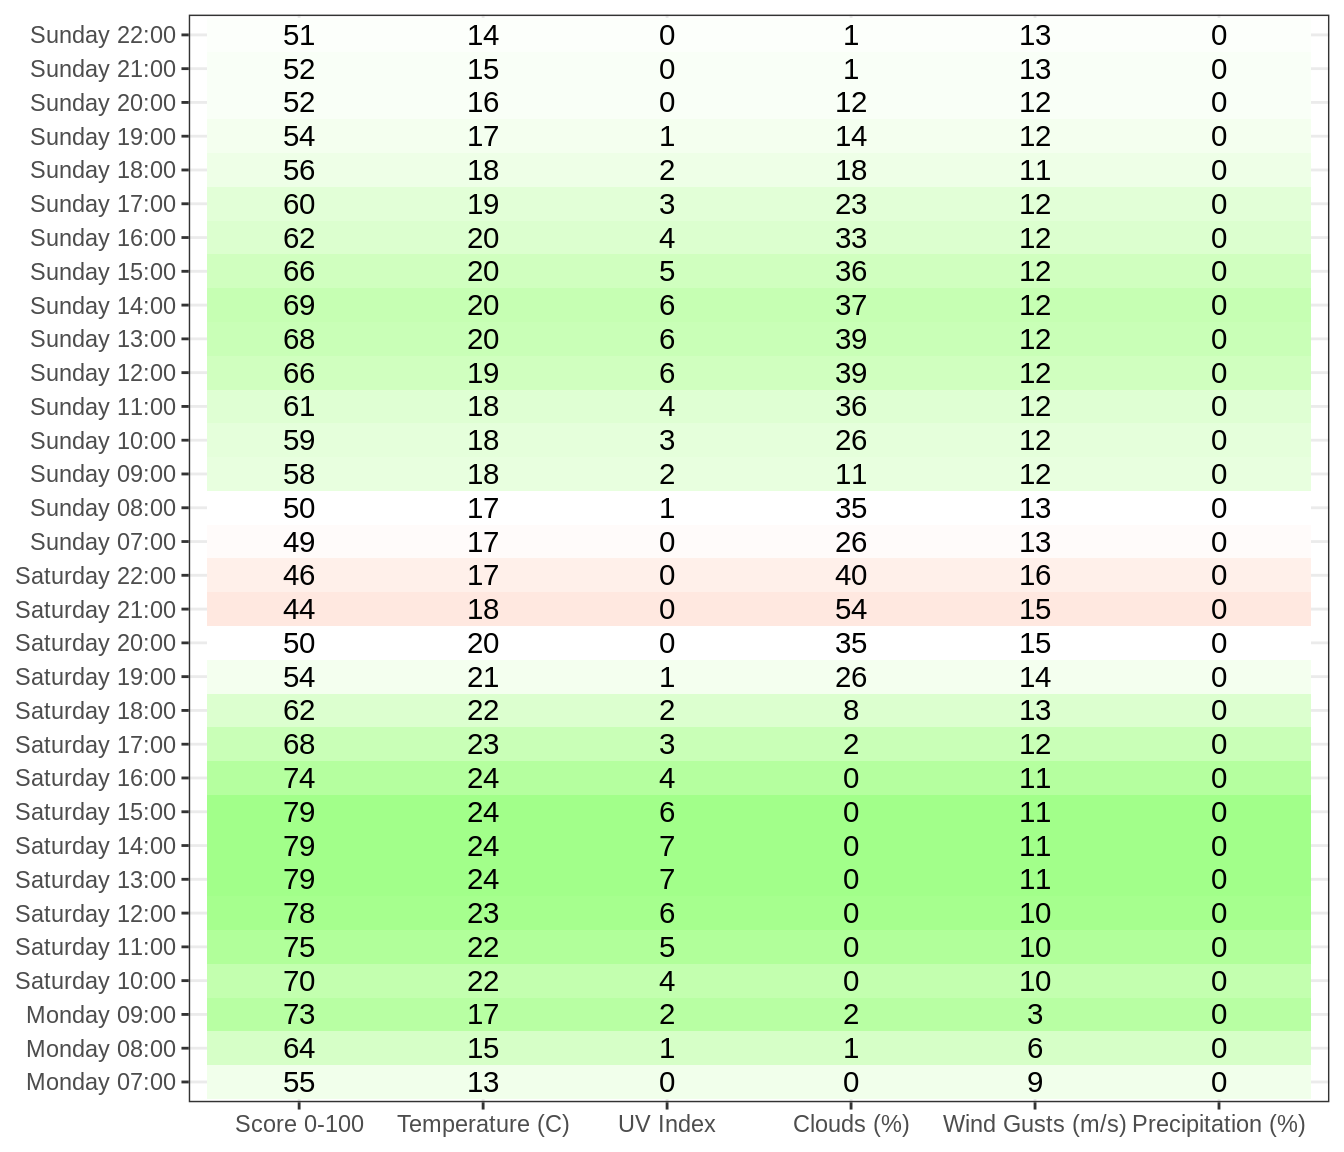 Sunday 22:00 51 14 0 1 13 0
Sunday 21:00 52 15 0 1 13 0
Sunday 20:00 52 16 0 12 12 0
Sunday 19:00 54 17 1 14 12 0
Sunday 18:00 56 18 2 18 11 0
Sunday 17:00 60 19 3 23 12 0
Sunday 16:00 62 20 4 33 12 0
Sunday 15:00 66 20 5 36 12 0
Sunday 14:00 69 20 6 37 12 0
Sunday 13:00 68 20 6 39 12 0
Sunday 12:00 66 19 6 39 12 0
Sunday 11:00 61 18 4 36 12 0
Sunday 10:00 59 18 3 26 12 0
Sunday 09:00 58 18 2 11 12 0
Sunday 08:00 50 17 1 35 13 0
Sunday 07:00 49 17 0 26 13 0
Saturday 22:00 46 17 0 40 16 0
Saturday 21:00 44 18 0 54 15 0
Saturday 20:00 50 20 0 35 15 0
Saturday 19:00 54 21 1 26 14 0
Saturday 18:00 62 22 2 8 13 0
Saturday 17:00 68 23 3 2 12 0
Saturday 16:00 74 24 4 0 11 0
Saturday 15:00 79 24 6 0 11 0
Saturday 14:00 79 24 7 0 11 0
Saturday 13:00 79 24 7 0 11 0
Saturday 12:00 78 23 6 0 10 0
Saturday 11:00 75 22 5 0 10 0
Saturday 10:00 70 22 4 0 10 0
Monday 09:00 73 17 2 2 3 0
Monday 08:00 64 15 1 1 6 0
Monday 07:00 55 13 0 0 9 0
Score 0-100 Temperature (C) UV Index Clouds (%) Wind Gusts (m/s) Precipitation (%)